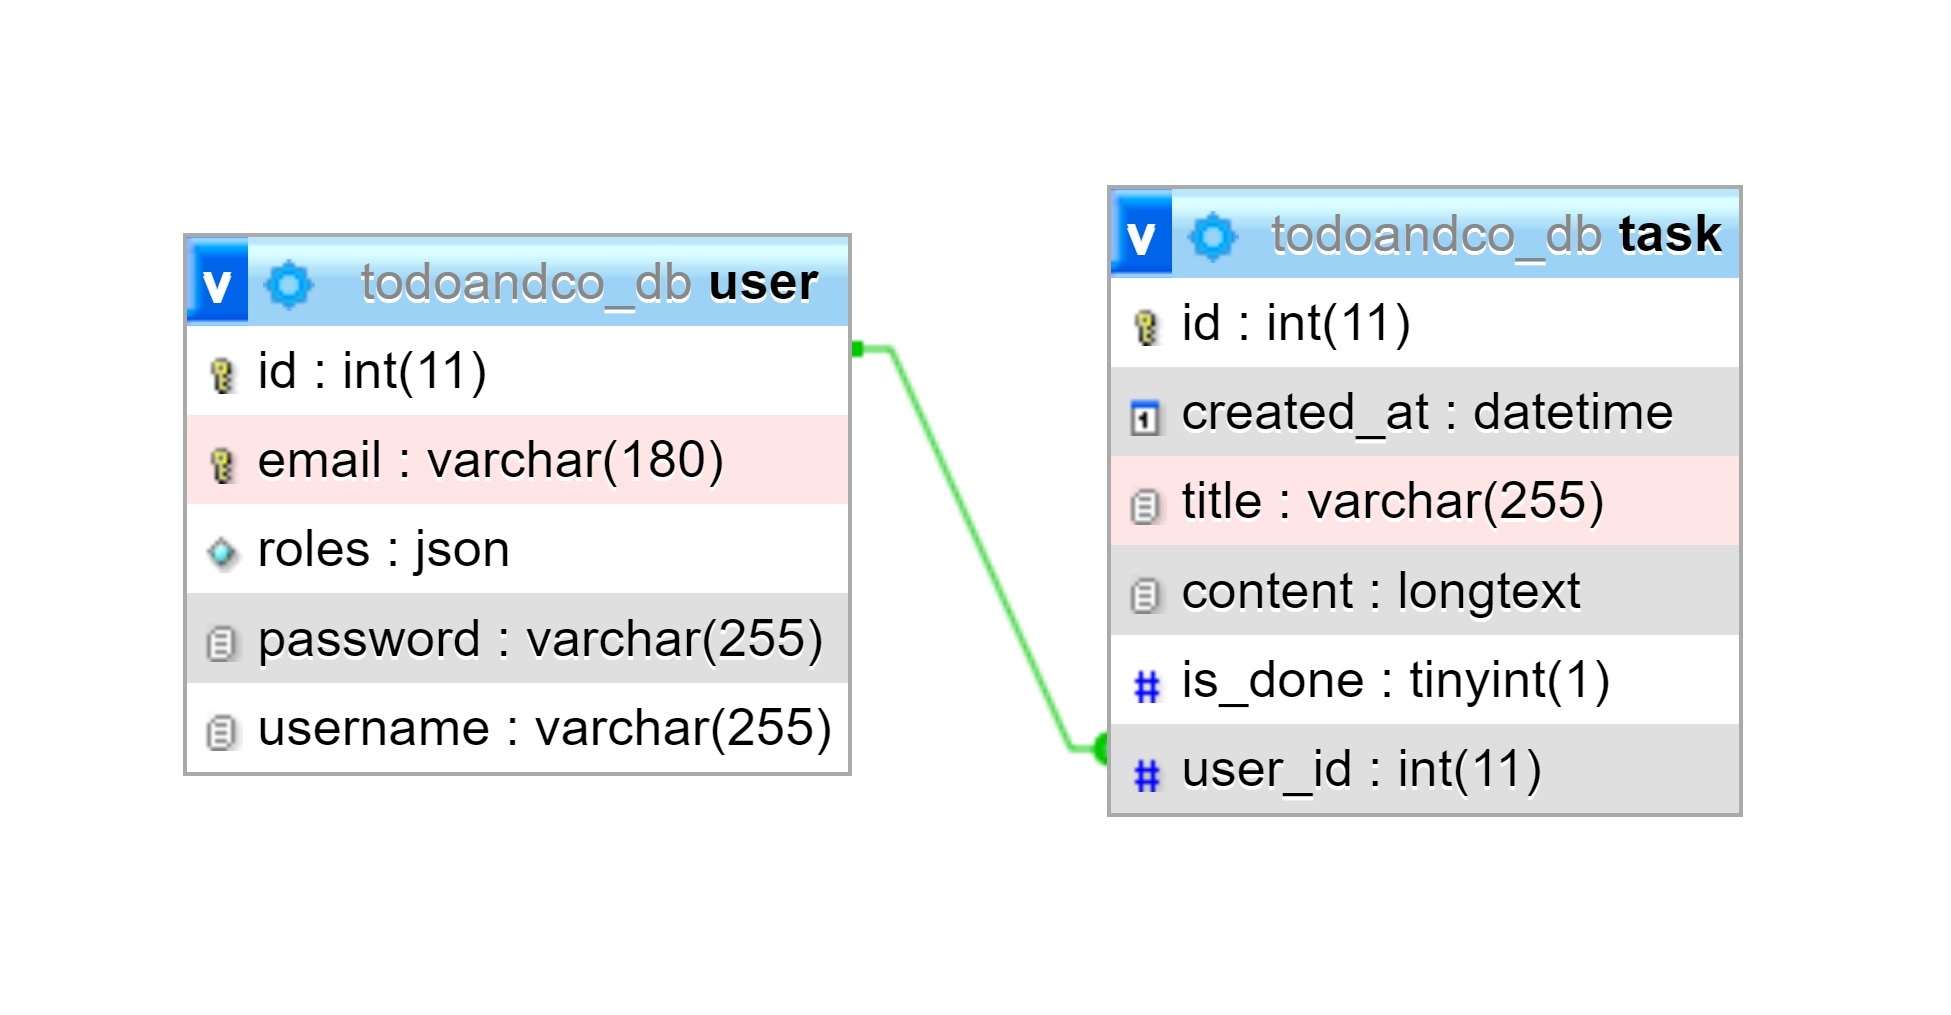 v todoandco_db user
id : int(11)
email : varchar(180)
roles : json
password : varchar(255)
username : varchar(255)
v todoandco_db task
id : int(11)
created_at : datetime
title : varchar(255)
content : longtext
# is_done : tinyint(1)
# user_id : int(11)